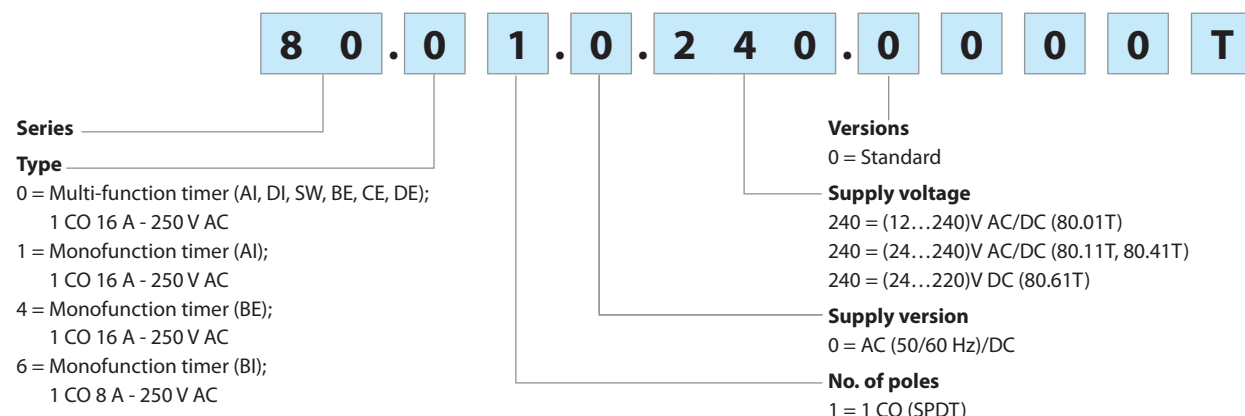 8 0 . 0 1 . 0 . 2 4 0 . 0 0 0 0 T
Series
Type
0 = Multi-function timer (AI, DI, SW, BE, CE, DE);
1 CO 16 A - 250 V AC
1 = Monofunction timer (AI);
1 CO 16 A - 250 V AC
4 = Monofunction timer (BE);
1 CO 16 A - 250 V AC
6 = Monofunction timer (BI);
1 CO 8 A - 250 V AC
Versions
0 = Standard
Supply voltage
240 = (12…240)V AC/DC (80.01T)
240 = (24…240)V AC/DC (80.11T, 80.41T)
240 = (24…220)V DC (80.61T)
Supply version
0 = AC (50/60 Hz)/DC
No. of poles
1 = 1 CO (SPDT)